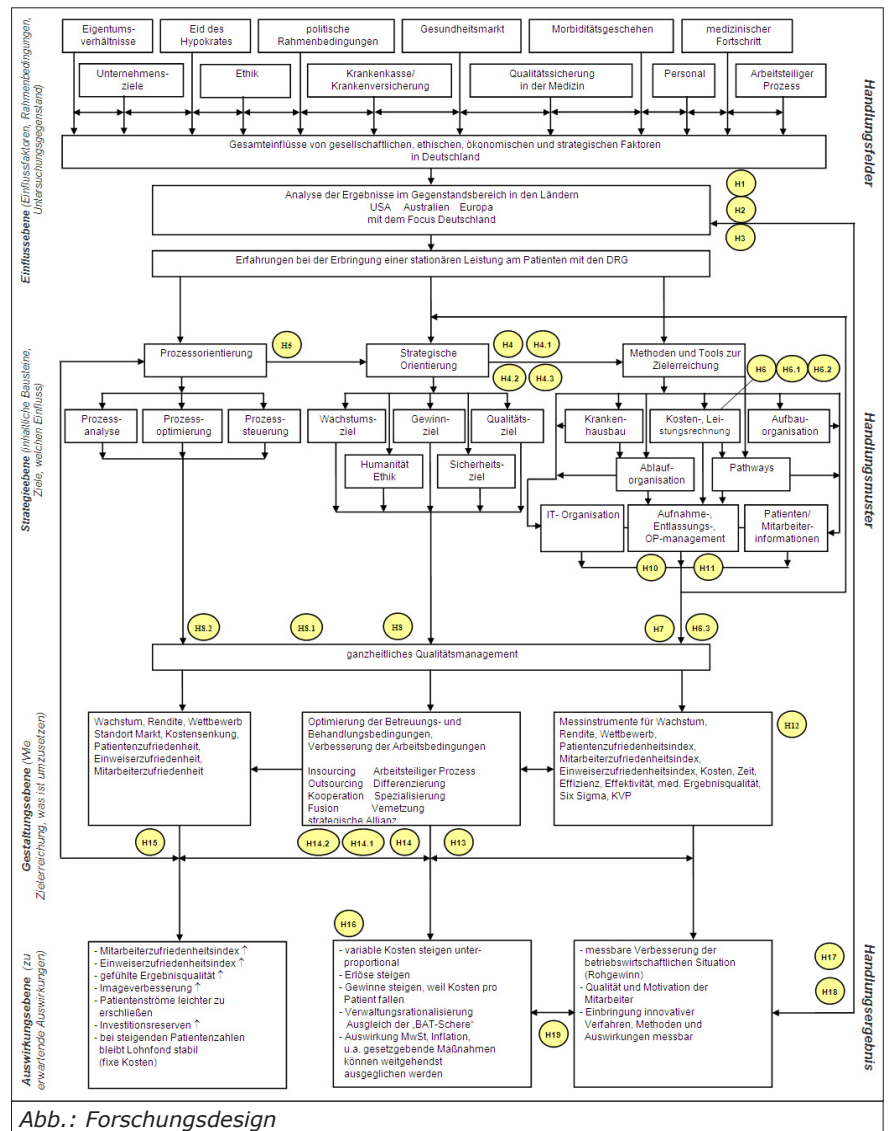 Eigentums-
verhältnisse
Eid des
Hypokrates
politische
Rahmenbedingungen
Gesundheitsmarkt
Morbiditätsgeschehen
medizinischer
Fortschritt
Unternehmens-
ziele
Ethik
Krankenkasse/
Krankenversicherung
Qualitätssicherung
in der Medizin
Personal
Arbeitsteiliger
Prozess
Einflussebene (Einflussfaktoren, Rahmenbedingungen,
Untersuchungsgegenstand)
Handlungsfelder
Gesamteinflüsse von gesellschaftlichen, ethischen, ökonomischen und strategischen Faktoren
in Deutschland
Analyse der Ergebnisse im Gegenstandsbereich in den Ländern
USA Australien Europa
mit dem Focus Deutschland
H1
H2
H3
Erfahrungen bei der Erbringung einer stationären Leistung am Patienten mit den DRG
Strategieebene (inhaltliche Bausteine,
Ziele, welchen Einfluss)
Handlungsmuster
Prozessorientierung
H5
Strategische
Orientierung
H4
H4.1
H4.2
H4.3
Methoden und Tools zur
Zielerreichung
H6
H6.1
H6.2
Prozess-
analyse
Prozess-
optimierung
Prozess-
steuerung
Wachstums-
ziel
Gewinn-
ziel
Qualitäts-
ziel
Humanität
Ethik
Sicherheits-
ziel
Kranken-
hausbau
Kosten-, Lei-
stungsrechnung
Aufbau-
organisation
Ablauf-
organisation
Pathways
IT- Organisation
Aufnahme-,
Entlassungs-,
OP-management
Patienten/
Mitarbeiter-
informationen
H10
H11
H8.2
H8.1
H8
H7
H6.3
ganzheitliches Qualitätsmanagement
Gestaltungsebene (Wie
Zielerreichung, was ist umzusetzen)
Wachstum, Rendite, Wettbewerb
Standort Markt, Kostensenkung,
Patientenzufriedenheit,
Einweiserzufriedenheit,
Mitarbeiterzufriedenheit
Optimierung der Betreuungs- und
Behandlungsbedingungen,
Verbesserung der Arbeitsbedingungen
Insourcing Arbeitsteiliger Prozess
Outsourcing Differenzierung
Kooperation Spezialisierung
Fusion Vernetzung
strategische Allianz
Messinstrumente für Wachstum,
Rendite, Wettbewerb,
Patientenzufriedenheitsindex,
Mitarbeiterzufriedenheitsindex,
Einweiserzufriedenheitsindex, Kosten, Zeit,
Effizienz, Effektivität, med. Ergebnisqualität,
Six Sigma, KVP
H12
H15
H14.2
H14.1
H14
H13
Auswirkungsebene (zu
erwartende Auswirkungen)
Handlungsergebnis
- Mitarbeiterzufriedenheitsindex ↑
- Einweiserzufriedenheitsindex ↑
- gefühlte Ergebnisqualität ↑
- Imageverbesserung ↑
- Patientenströme leichter zu
erschließen
- Investitionsreserven ↑
- bei steigenden Patientenzahlen
bleibt Lohnfond stabil
(fixe Kosten)
H16
- variable Kosten steigen unter-
proportional
- Erlöse steigen
- Gewinne steigen, weil Kosten pro
Patient fallen
- Verwaltungsrationalisierung
Ausgleich der „BAT-Schere“
- Auswirkung MwSt, Inflation,
u.a. gesetzgebende Maßnahmen
können weitgehendst
ausgeglichen werden
H19
- messbare Verbesserung der
betriebswirtschaftlichen Situation
(Rohgewinn)
- Qualität und Motivation der
Mitarbeiter
- Einbringung innovativer
Verfahren, Methoden und
Auswirkungen messbar
H17
H18
Abb.: Forschungsdesign